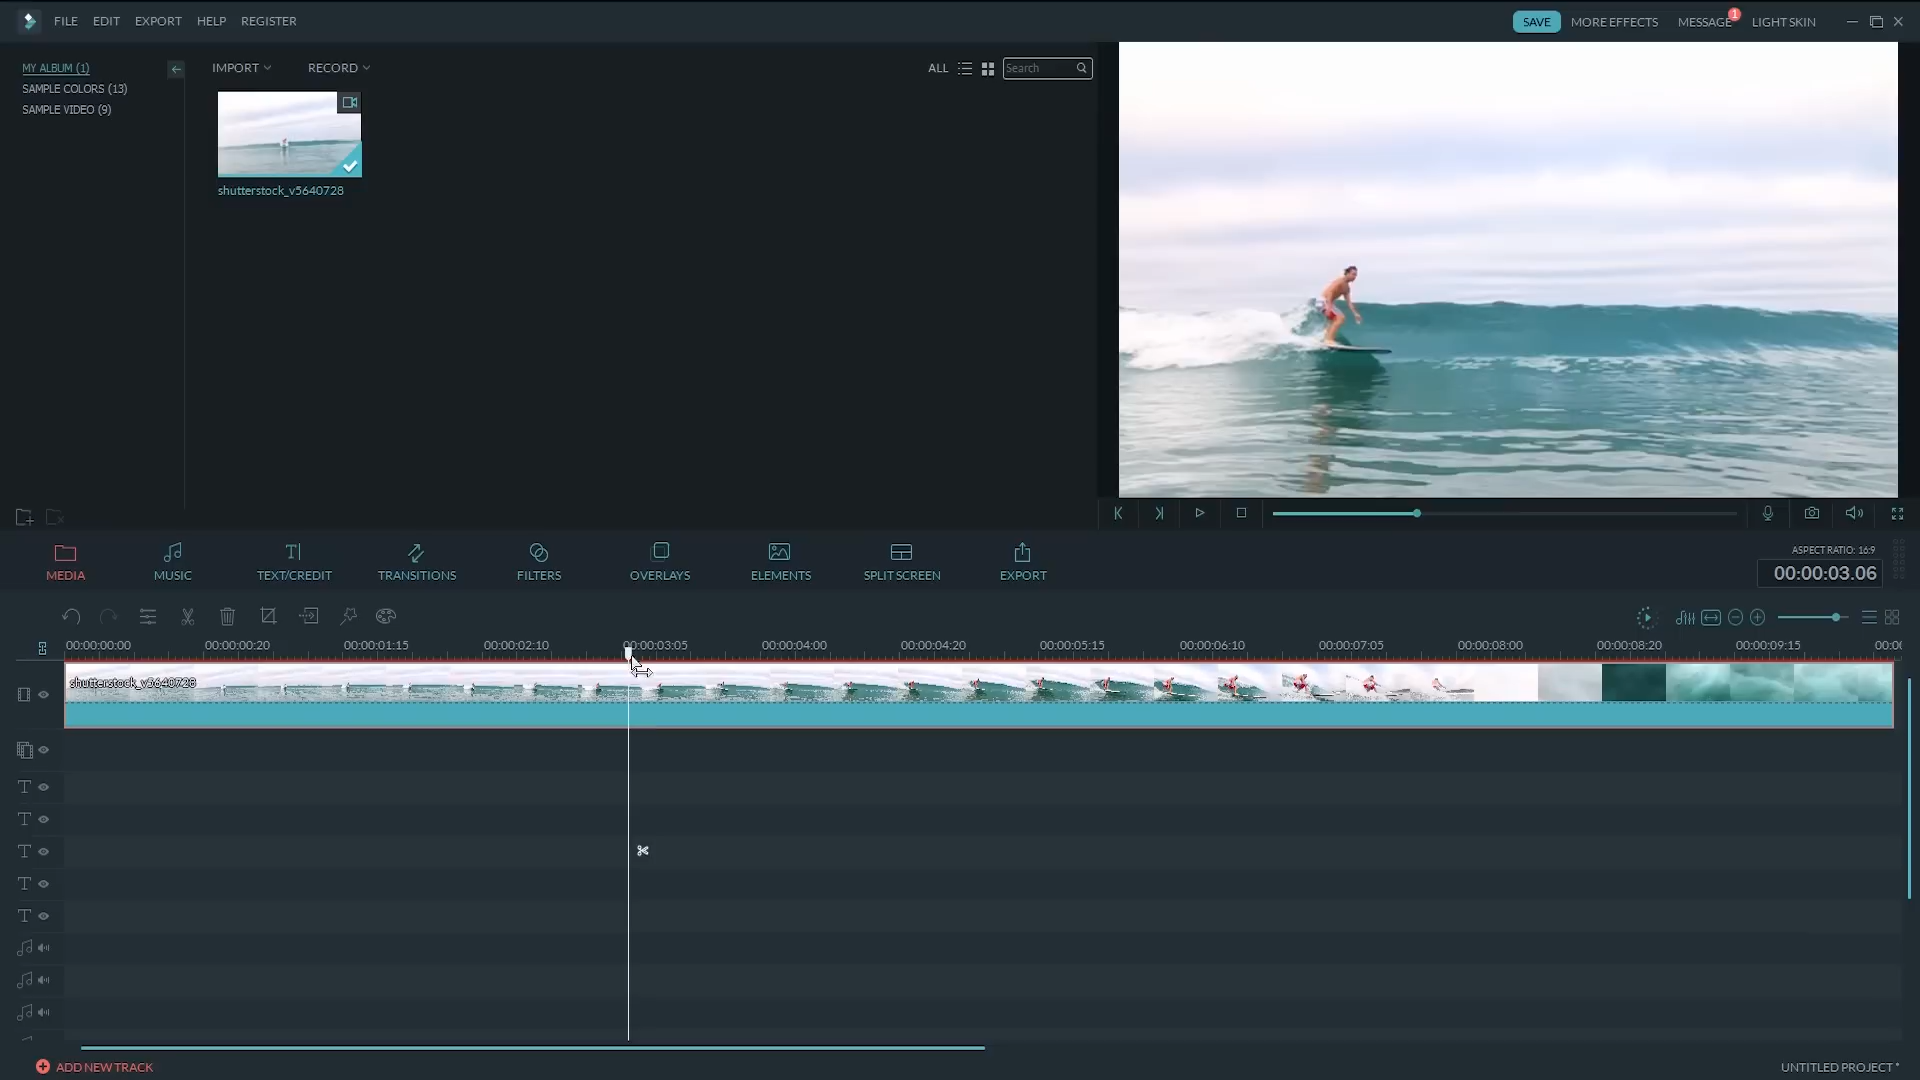 FILE EDIT EXPORT HELP REGISTER SAVE MORE EFFECTS MESSAGE 1 LIGHT SKIN
MY ALBUM (1)
SAMPLE COLORS (13)
SAMPLE VIDEO (9)
IMPORT RECORD ALL Search
shutterstock_v5640728
MEDIA MUSIC TEXT/CREDIT TRANSITIONS FILTERS OVERLAYS ELEMENTS SPLIT SCREEN EXPORT
ASPECT RATIO: 16:9
00:00:03.06
00:00:00:00 00:00:00:20 00:00:01:15 00:00:02:10 00:00:03:05 00:00:04:00 00:00:04:20 00:00:05:15 00:00:06:10 00:00:07:05 00:00:08:00 00:00:08:20 00:00:09:15 00:00
shutterstock_v5640728
ADD NEW TRACK
UNTITLED PROJECT *